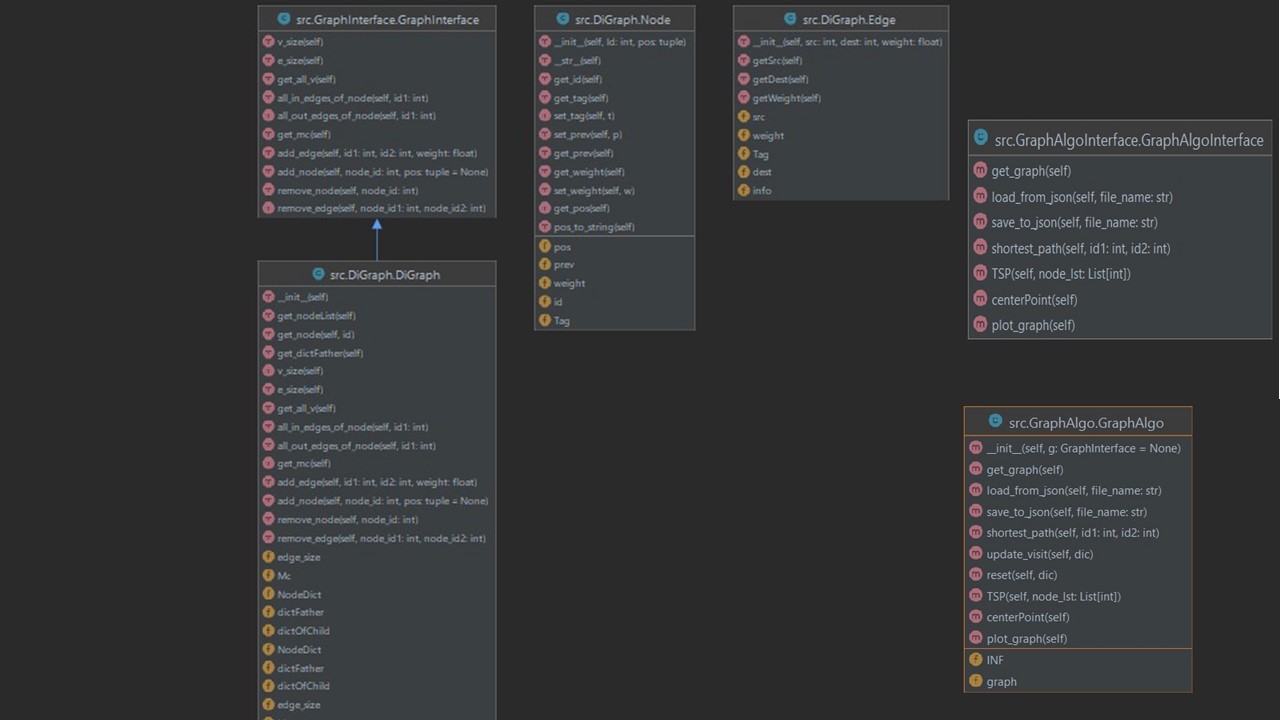 src.GraphInterface.GraphInterface
v_size(self)
e_size(self)
get_all_v(self)
all_in_edges_of_node(self, id1: int)
all_out_edges_of_node(self, id1: int)
get_mc(self)
add_edge(self, id1: int, id2: int, weight: float)
add_node(self, node_id: int, pos: tuple = None)
remove_node(self, node_id: int)
remove_edge(self, node_id1: int, node_id2: int)
src.DiGraph.DiGraph
__init__(self)
get_nodeList(self)
get_node(self, id)
get_dictFather(self)
v_size(self)
e_size(self)
get_all_v(self)
all_in_edges_of_node(self, id1: int)
all_out_edges_of_node(self, id1: int)
get_mc(self)
add_edge(self, id1: int, id2: int, weight: float)
add_node(self, node_id: int, pos: tuple = None)
remove_node(self, node_id: int)
remove_edge(self, node_id1: int, node_id2: int)
edge_size
Mc
NodeDict
dictFather
dictOfChild
NodeDict
dictFather
dictOfChild
edge_size
src.DiGraph.Node
__init__(self, Id: int, pos: tuple)
__str__(self)
get_id(self)
get_tag(self)
set_tag(self, t)
set_prev(self, p)
get_prev(self)
get_weight(self)
set_weight(self, w)
get_pos(self)
pos_to_string(self)
pos
prev
weight
id
Tag
src.DiGraph.Edge
__init__(self, src: int, dest: int, weight: float)
getSrc(self)
getDest(self)
getWeight(self)
src
weight
Tag
dest
info
src.GraphAlgoInterface.GraphAlgoInterface
get_graph(self)
load_from_json(self, file_name: str)
save_to_json(self, file_name: str)
shortest_path(self, id1: int, id2: int)
TSP(self, node_lst: List[int])
centerPoint(self)
plot_graph(self)
src.GraphAlgo.GraphAlgo
__init__(self, g: GraphInterface = None)
get_graph(self)
load_from_json(self, file_name: str)
save_to_json(self, file_name: str)
shortest_path(self, id1: int, id2: int)
update_visit(self, dic)
reset(self, dic)
TSP(self, node_lst: List[int])
centerPoint(self)
plot_graph(self)
INF
graph